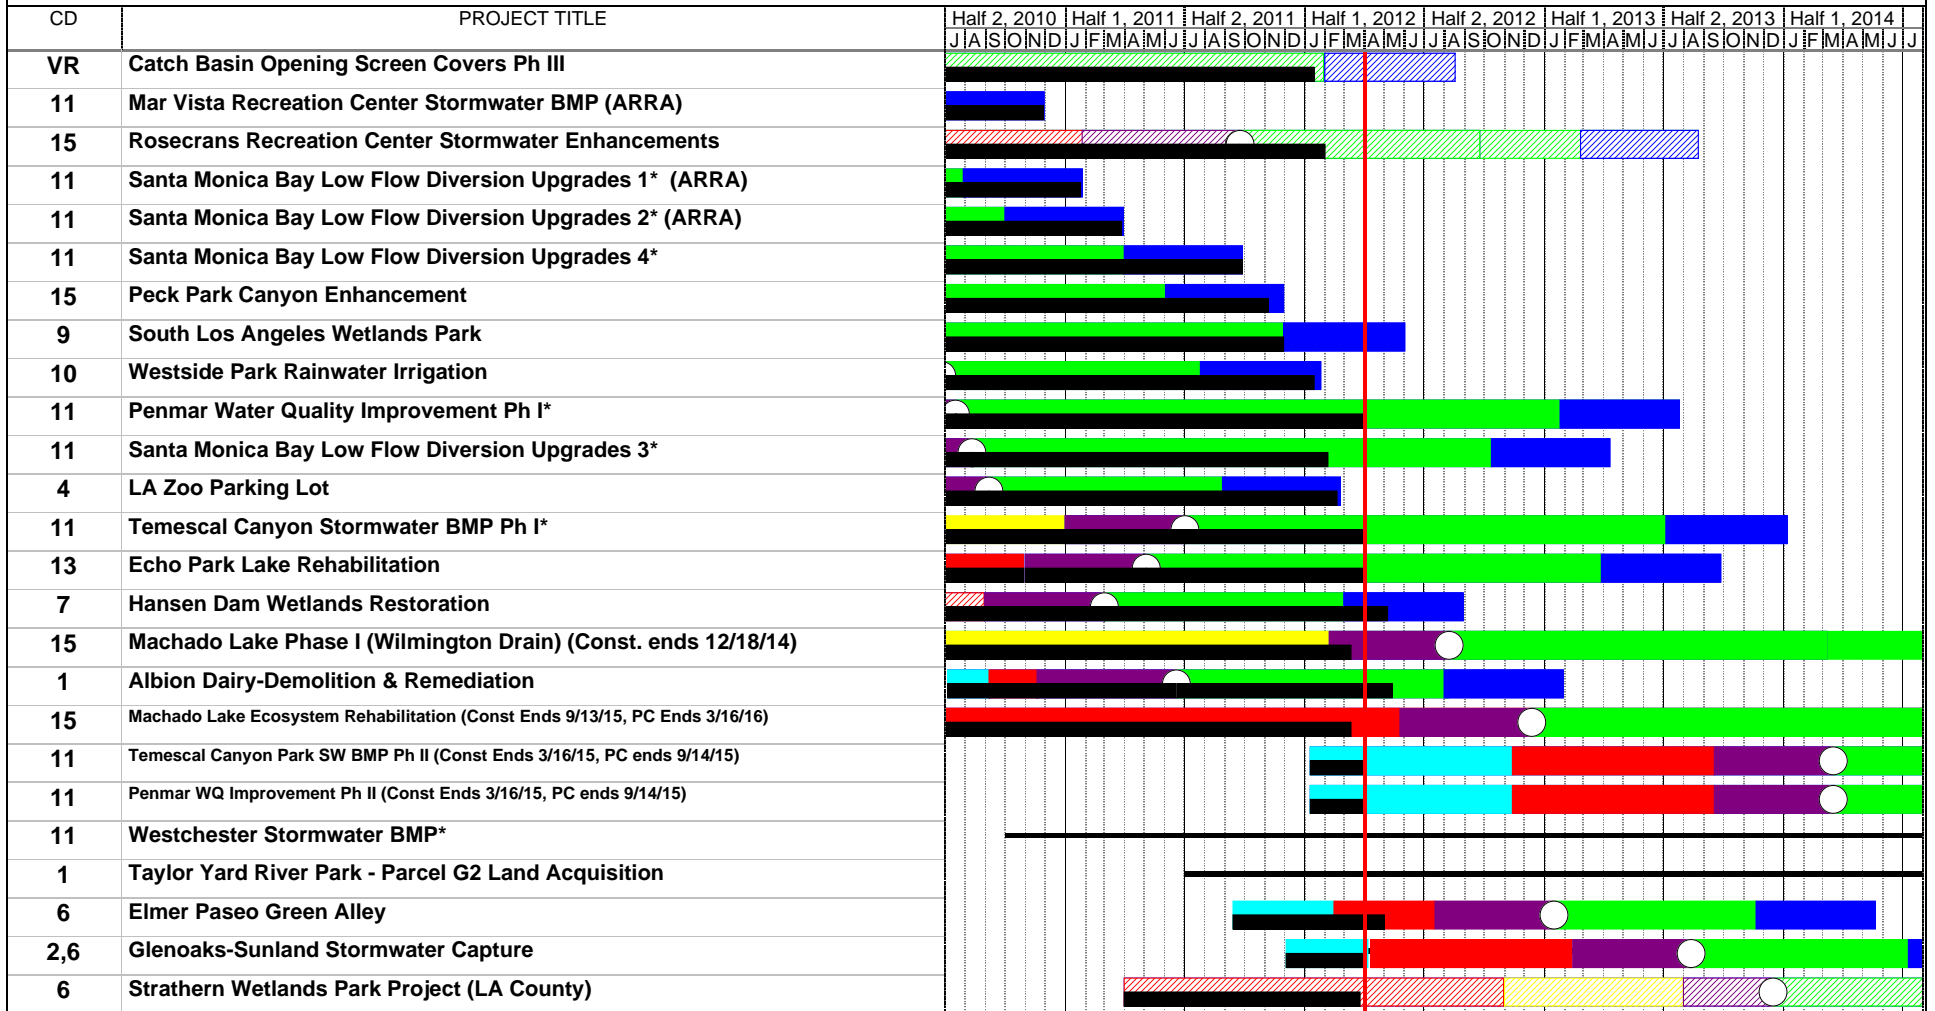 CD PROJECT TITLE Half 2, 2010 Half 1, 2011 Half 2, 2011 Half 1, 2012 Half 2, 2012 Half 1, 2013 Half 2, 2013 Half 1, 2014
J A S O N D J F M A M J J A S O N D J F M A M J J A S O N D J F M A M J J A S O N D J F M A M J J
VR Catch Basin Opening Screen Covers Ph III
11 Mar Vista Recreation Center Stormwater BMP (ARRA)
15 Rosecrans Recreation Center Stormwater Enhancements
11 Santa Monica Bay Low Flow Diversion Upgrades 1* (ARRA)
11 Santa Monica Bay Low Flow Diversion Upgrades 2* (ARRA)
11 Santa Monica Bay Low Flow Diversion Upgrades 4*
15 Peck Park Canyon Enhancement
9 South Los Angeles Wetlands Park
10 Westside Park Rainwater Irrigation
11 Penmar Water Quality Improvement Ph I*
11 Santa Monica Bay Low Flow Diversion Upgrades 3*
4 LA Zoo Parking Lot
11 Temescal Canyon Stormwater BMP Ph I*
13 Echo Park Lake Rehabilitation
7 Hansen Dam Wetlands Restoration
15 Machado Lake Phase I (Wilmington Drain) (Const. ends 12/18/14)
1 Albion Dairy-Demolition & Remediation
15 Machado Lake Ecosystem Rehabilitation (Const Ends 9/13/15, PC Ends 3/16/16)
11 Temescal Canyon Park SW BMP Ph II (Const Ends 3/16/15, PC ends 9/14/15)
11 Penmar WQ Improvement Ph II (Const Ends 3/16/15, PC ends 9/14/15)
11 Westchester Stormwater BMP*
1 Taylor Yard River Park - Parcel G2 Land Acquisition
6 Elmer Paseo Green Alley
2,6 Glenoaks-Sunland Stormwater Capture
6 Strathern Wetlands Park Project (LA County)